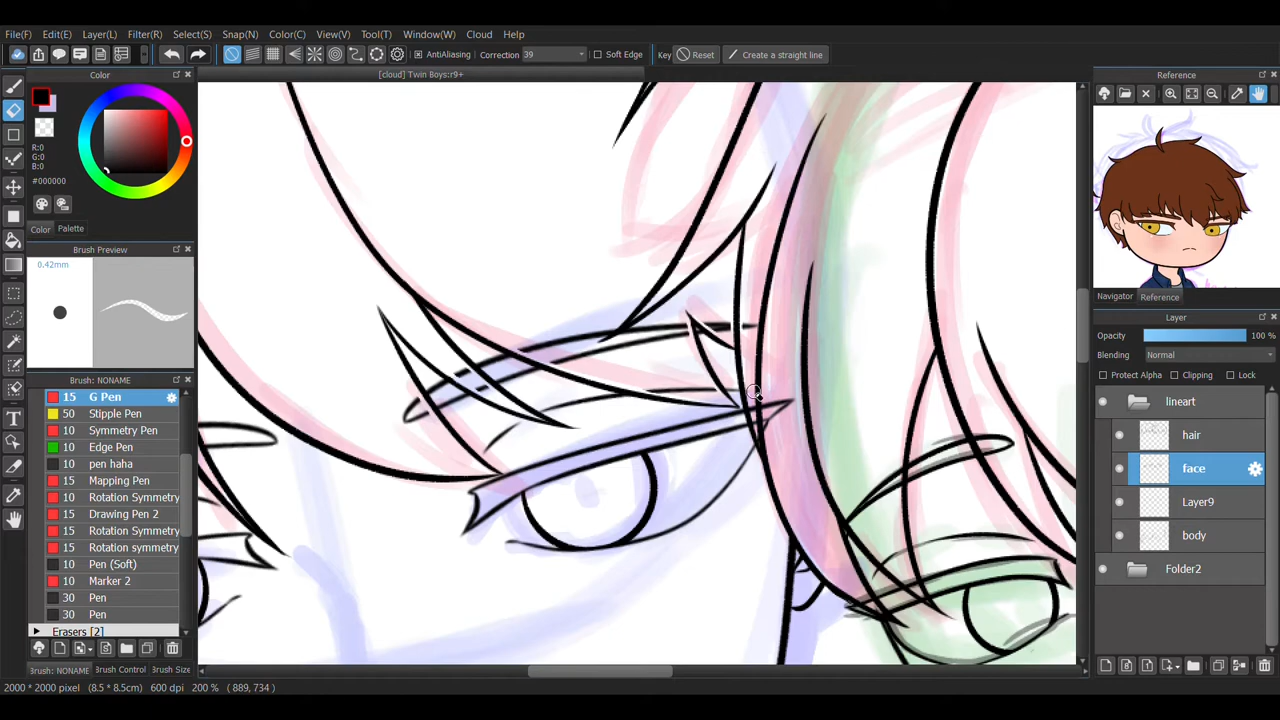 File(F) Edit(E) Layer(L) Filter(R) Select(S) Snap(N) Color(C) View(V) Tool(T) Window(W) Cloud Help
AntiAliasing Correction 39 Soft Edge Key Reset Create a straight line
Color
[cloud] Twin Boys:r9+
Reference
R:0
G:0
B:0
#000000
Color Palette
Brush Preview
0.42mm
Navigator Reference
Layer
Opacity 100 %
Blending Normal
Protect Alpha Clipping Lock
lineart
hair
face
Layer9
body
Folder2
Brush: NONAME
15 G Pen
50 Stipple Pen
10 Symmetry Pen
10 Edge Pen
10 pen haha
15 Mapping Pen
10 Rotation Symmetry
10 Drawing Pen 2
15 Rotation Symmetry
15 Rotation symmetry
10 Pen (Soft)
10 Marker 2
30 Pen
30 Pen
Erasers [2]
Brush: NONAME Brush Control Brush Size
2000 * 2000 pixel (8.5 * 8.5cm) 600 dpi 200 % ( 889, 734 )